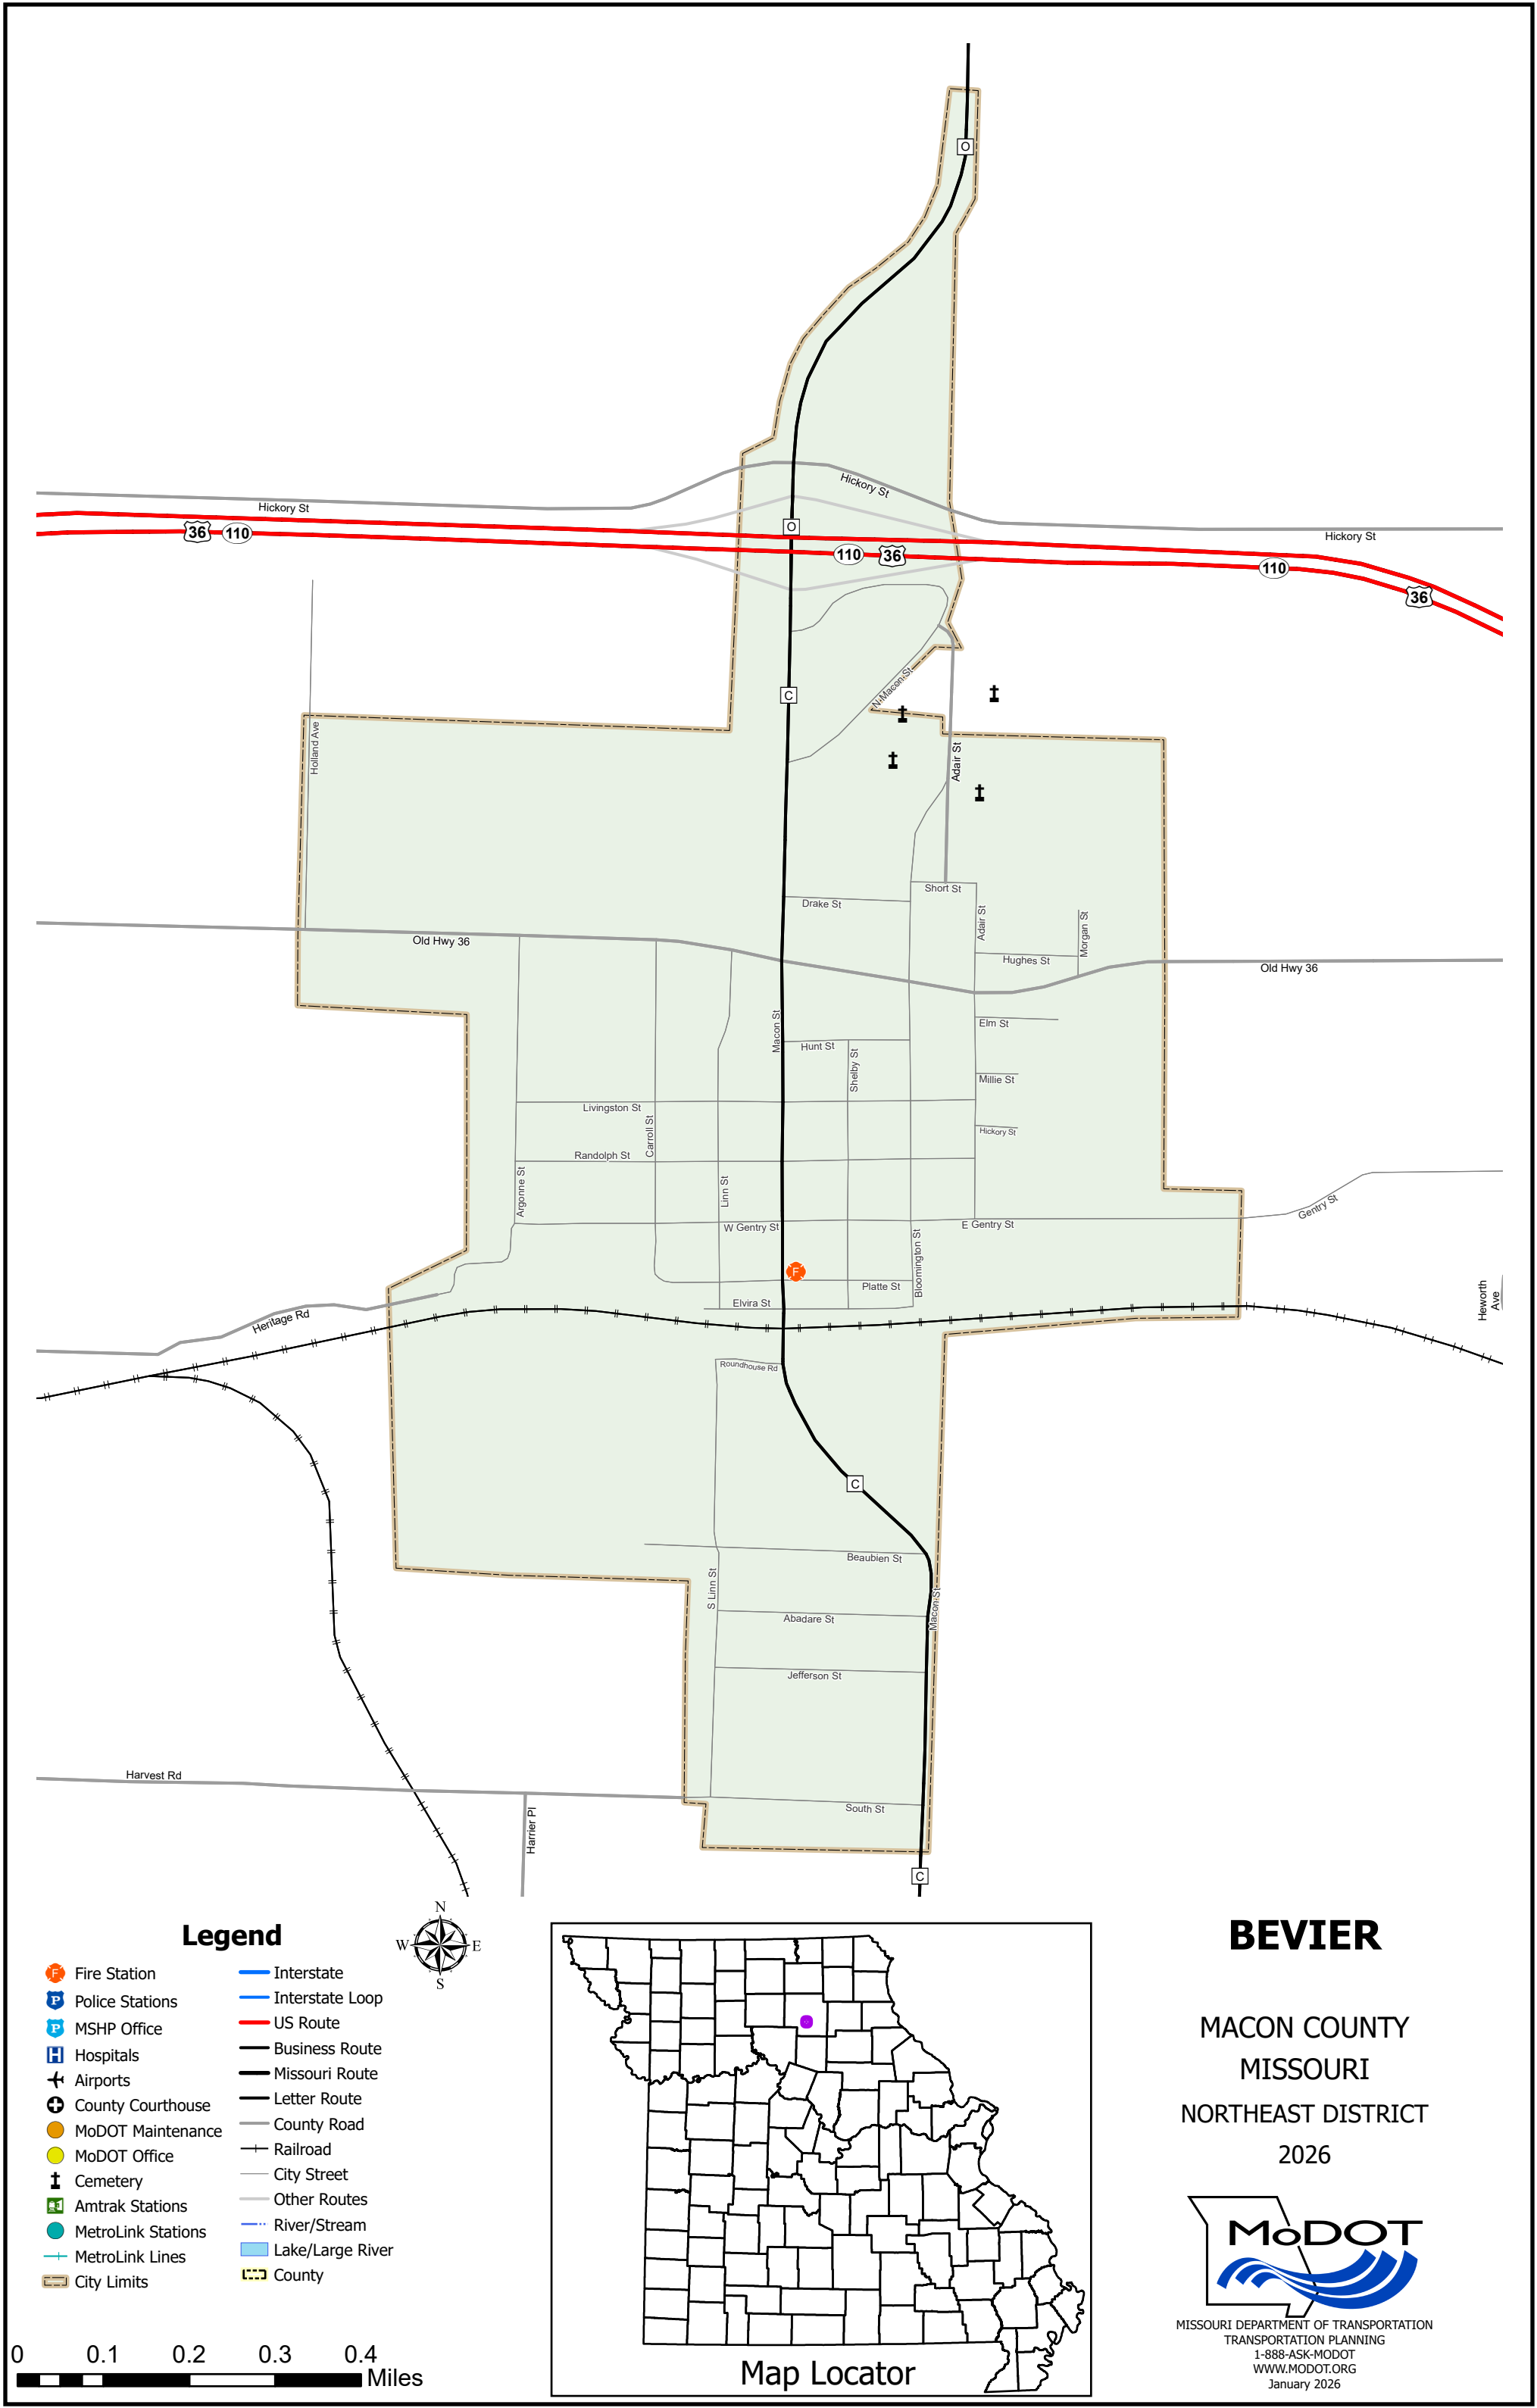 O
Hickory St
Hickory St
O
Hickory St
36
110
110
36
110
36
N Macon St
C
Holland Ave
Adair St
Short St
Drake St
Adair St
Morgan St
Old Hwy 36
Hughes St
Old Hwy 36
Macon St
Elm St
Hunt St
Shelby St
Millie St
Livingston St
Carroll St
Hickory St
Randolph St
Argonne St
Linn St
Gentry St
W Gentry St
E Gentry St
Bloomington St
F
Platte St
Elvira St
Heritage Rd
Heworth
Ave
Roundhouse Rd
C
Beaubien St
S Linn St
Macon St
Abadare St
Jefferson St
Harvest Rd
South St
Harrier Pl
C
Legend
N
W
E
S
F Fire Station
P Police Stations
P MSHP Office
H Hospitals
Airports
County Courthouse
MoDOT Maintenance
MoDOT Office
Cemetery
Amtrak Stations
MetroLink Stations
MetroLink Lines
City Limits
Interstate
Interstate Loop
US Route
Business Route
Missouri Route
Letter Route
County Road
Railroad
City Street
Other Routes
River/Stream
Lake/Large River
County
0 0.1 0.2 0.3 0.4
Miles
Map Locator
BEVIER
MACON COUNTY
MISSOURI
NORTHEAST DISTRICT
2026
MoDOT
MISSOURI DEPARTMENT OF TRANSPORTATION
TRANSPORTATION PLANNING
1-888-ASK-MODOT
WWW.MODOT.ORG
January 2026